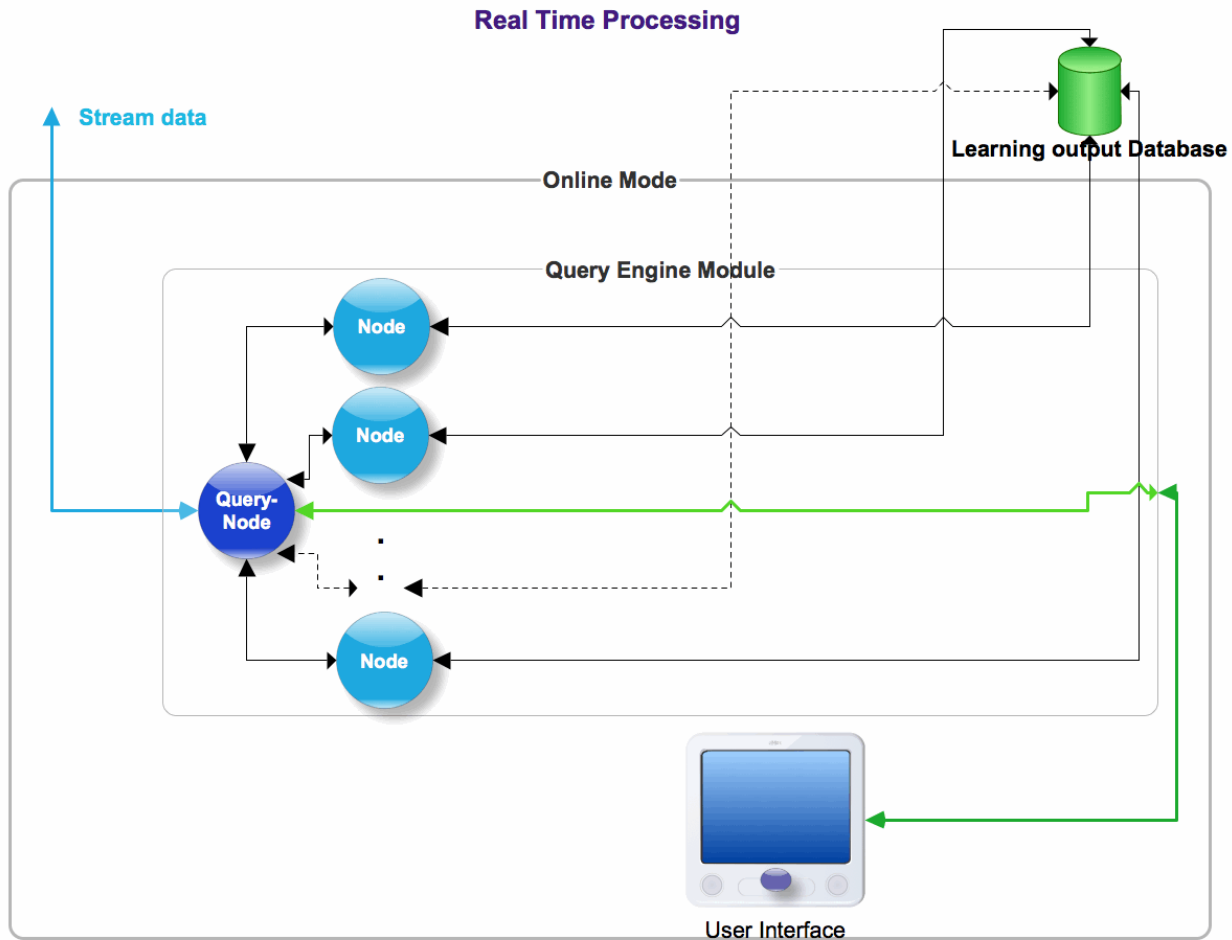 Real Time Processing
Stream data
Learning output Database
Online Mode
Query Engine Module
Node
Node
Query-
Node
.
.
Node
User Interface